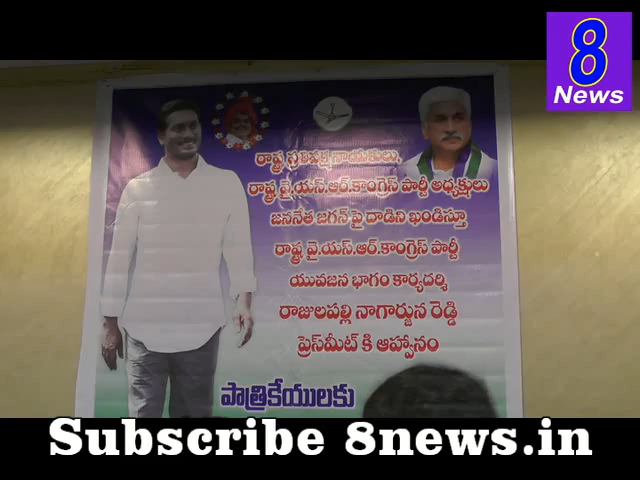 8
News
రాష్ట్ర ప్రతిపక్ష నాయకులు,
రాష్ట్ర వై.యస్.ఆర్.కాంగ్రెస్ పార్టీ అధ్యక్షులు
జననేత జగన్ పై దాడిని ఖండిస్తూ
రాష్ట్ర వై.యస్.ఆర్.కాంగ్రెస్ పార్టీ
యువజన భాగం కార్యదర్శి
రాజులపల్లి నాగార్జున రెడ్డి
ప్రెస్‌మీట్ కి ఆహ్వానం
పాత్రికేయులకు
Subscribe 8news.in